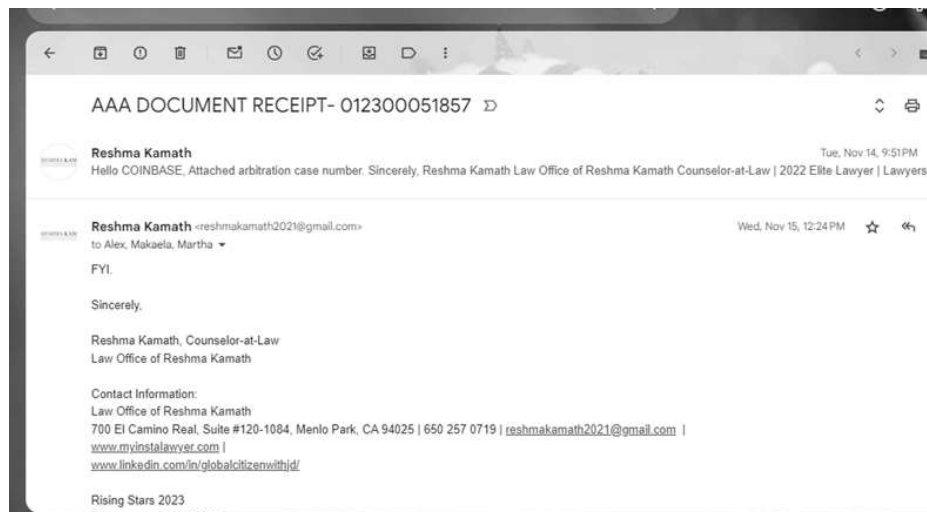 AAA DOCUMENT RECEIPT- 012300051857
Reshma Kamath
Tue, Nov 14, 9:51 PM
Hello COINBASE, Attached arbitration case number. Sincerely, Reshma Kamath Law Office of Reshma Kamath Counselor-at-Law | 2022 Elite Lawyer | Lawyers
Reshma Kamath <reshmakamath2021@gmail.com>
Wed, Nov 15, 12:24 PM
to Alex, Makaela, Martha
FYI.
Sincerely,
Reshma Kamath, Counselor-at-Law
Law Office of Reshma Kamath
Contact Information:
Law Office of Reshma Kamath
700 El Camino Real, Suite #120-1084, Menlo Park, CA 94025 | 650 257 0719 | reshmakamath2021@gmail.com |
www.myinstalawyer.com |
www.linkedin.com/in/globalcitizenwithjd/
Rising Stars 2023